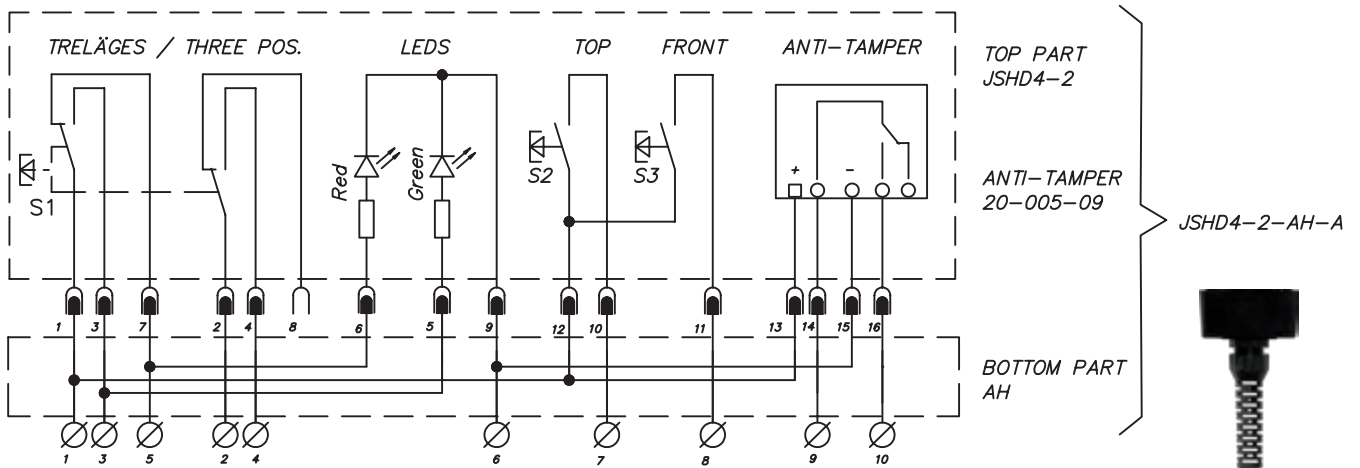 TRELÄGES / THREE POS.
LEDS
TOP
FRONT
ANTI-TAMPER
TOP PART
JSHD4-2
Red
Green
S1
S2
S3
+
-
ANTI-TAMPER
20-005-09
JSHD4-2-AH-A
1 3 7 2 4 8 6 5 9 12 10 11 13 14 15 16
BOTTOM PART
AH
1 3 5 2 4 6 7 8 9 10